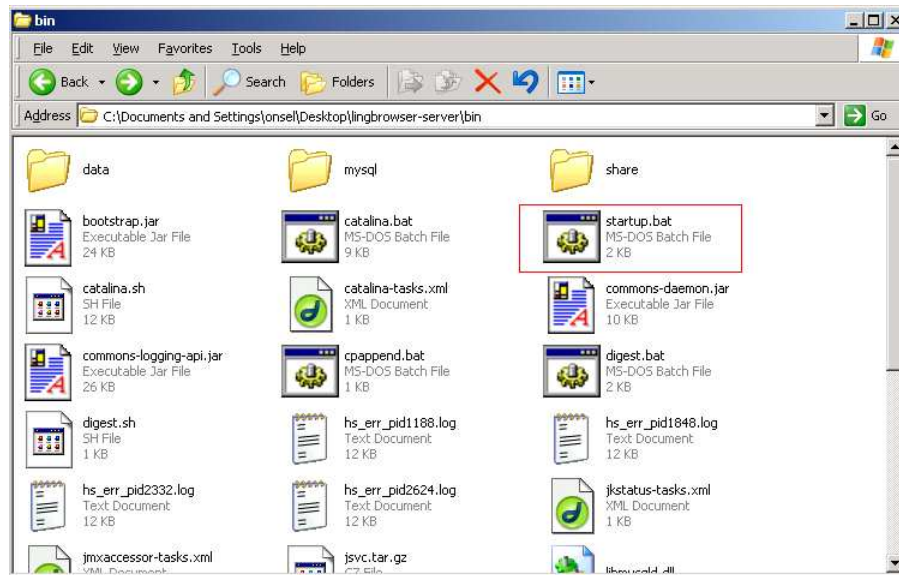 bin
File Edit View Favorites Tools Help
Back Search Folders
Address C:\Documents and Settings\onsel\Desktop\lingbrowser-server\bin Go
data
mysql
share
bootstrap.jar
Executable Jar File
24 KB
catalina.bat
MS-DOS Batch File
9 KB
startup.bat
MS-DOS Batch File
2 KB
catalina.sh
SH File
12 KB
catalina-tasks.xml
XML Document
1 KB
commons-daemon.jar
Executable Jar File
10 KB
commons-logging-api.jar
Executable Jar File
26 KB
cpappend.bat
MS-DOS Batch File
1 KB
digest.bat
MS-DOS Batch File
2 KB
digest.sh
SH File
1 KB
hs_err_pid1188.log
Text Document
12 KB
hs_err_pid1848.log
Text Document
12 KB
hs_err_pid2332.log
Text Document
12 KB
hs_err_pid2624.log
Text Document
12 KB
jkstatus-tasks.xml
XML Document
1 KB
jmxaccessor-tasks.xml
XML Document
jsvc.tar.gz
GZ File
libmysqld.dll